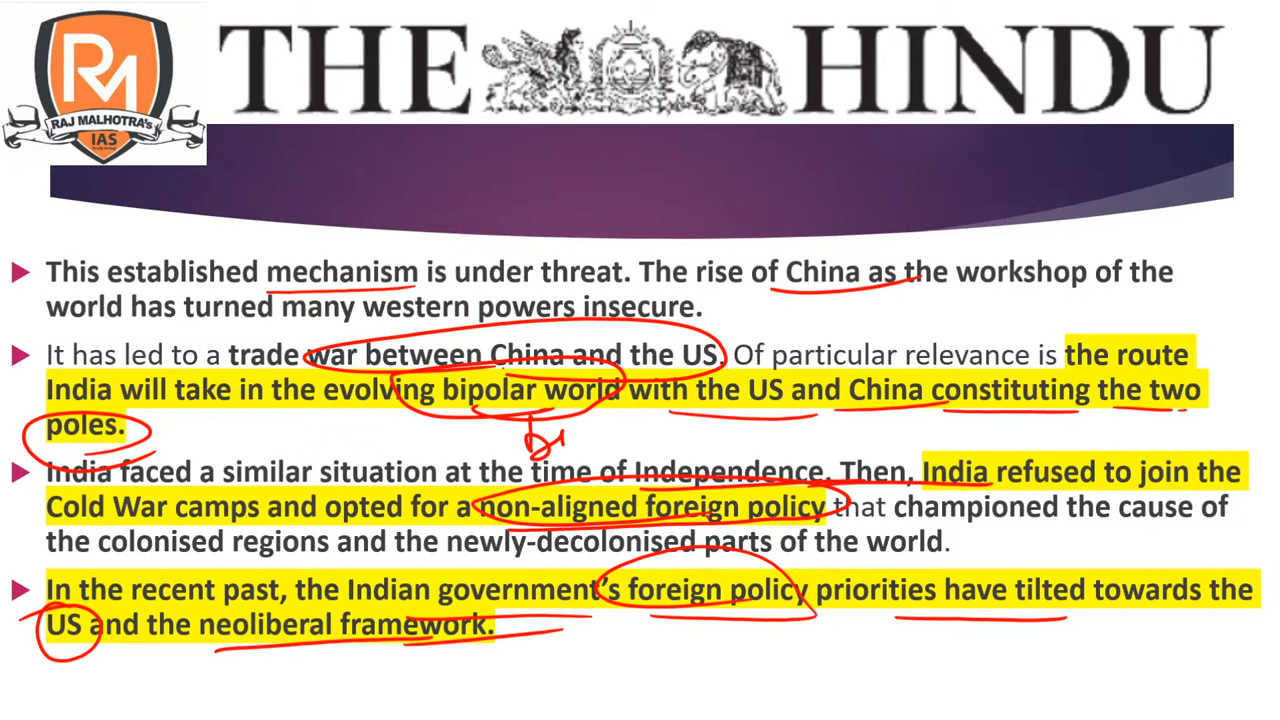 RM
RAJ MALHOTRA's
IAS
THE HINDU
This established mechanism is under threat. The rise of China as the workshop of the
world has turned many western powers insecure.
It has led to a trade war between China and the US. Of particular relevance is the route
India will take in the evolving bipolar world with the US and China constituting the two
poles.
India faced a similar situation at the time of Independence. Then, India refused to join the
Cold War camps and opted for a non-aligned foreign policy that championed the cause of
the colonised regions and the newly-decolonised parts of the world.
In the recent past, the Indian government's foreign policy priorities have tilted towards the
US and the neoliberal framework.